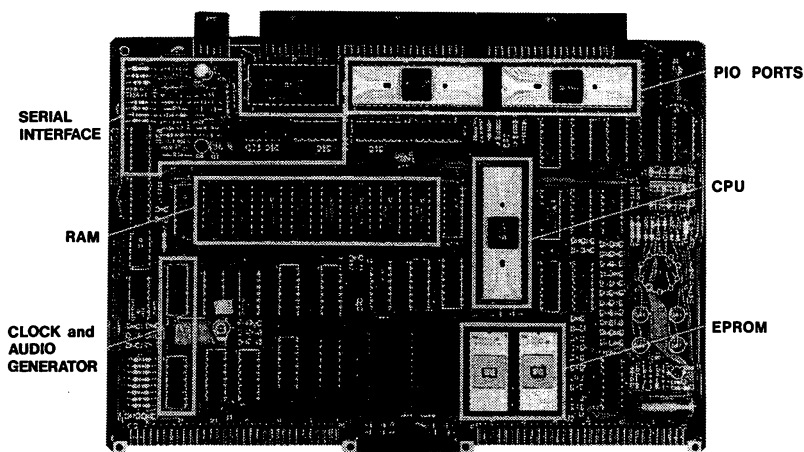 PIO PORTS
SERIAL
INTERFACE
CPU
RAM
CLOCK and
AUDIO
GENERATOR
EPROM